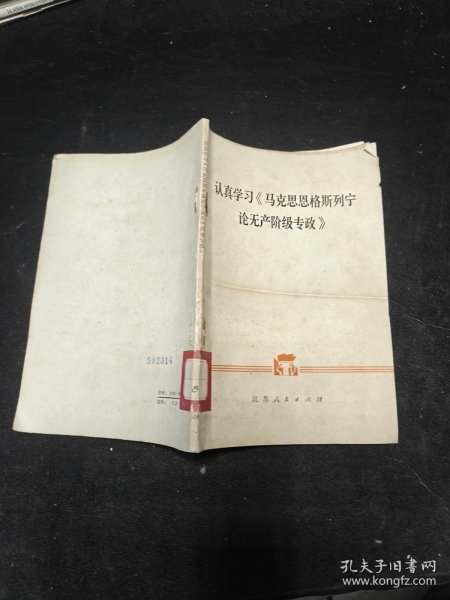 认真学习《马克思恩格斯列宁
论无产阶级专政》
江苏人民出版社
502314
孔夫子旧书网
www.kongfz.com